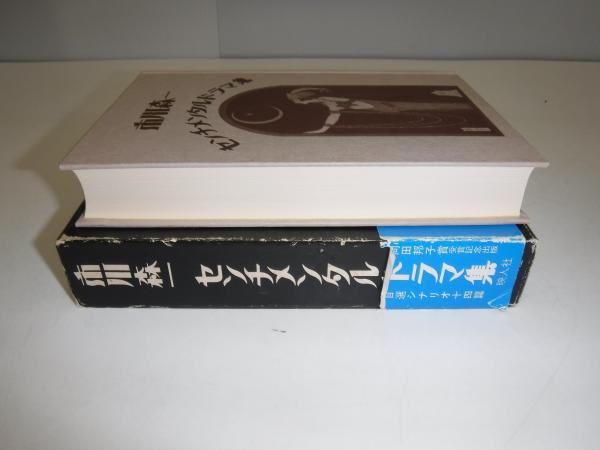 市川森一
センチメンタルドラマ集
市川森一 センチメンタルドラマ集
向田邦子賞受賞記念出版
自選シナリオ十四篇
映人社